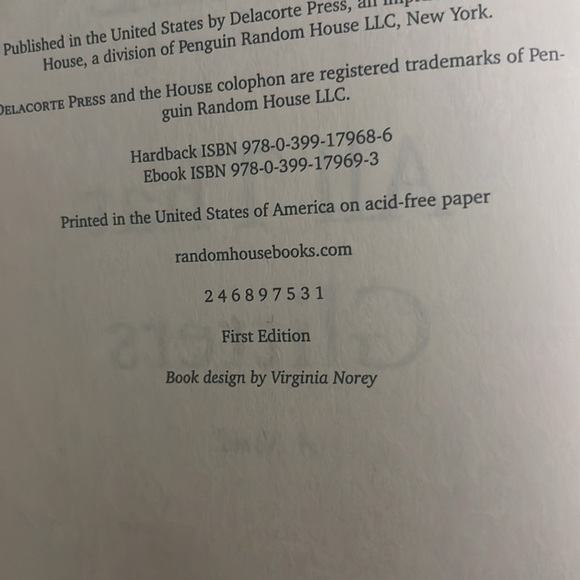 Published in the United States by Delacorte Press, an
House, a division of Penguin Random House LLC, New York.
DELACORTE PRESS and the HOUSE colophon are registered trademarks of Pen-
guin Random House LLC.
Hardback ISBN 978-0-399-17968-6
Ebook ISBN 978-0-399-17969-3
Printed in the United States of America on acid-free paper
randomhousebooks.com
2 4 6 8 9 7 5 3 1
First Edition
Book design by Virginia Norey